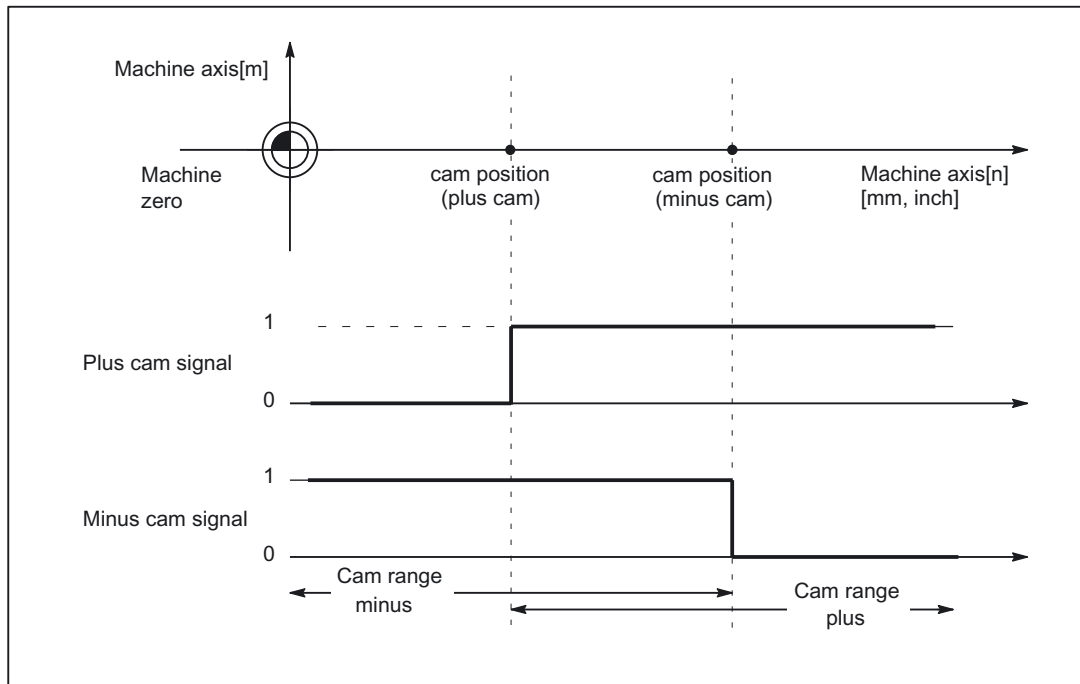 Machine axis[m]
Machine
zero
cam position
(plus cam)
cam position
(minus cam)
Machine axis[n]
[mm, inch]
1
Plus cam signal
0
1
Minus cam signal
0
Cam range
minus
Cam range
plus